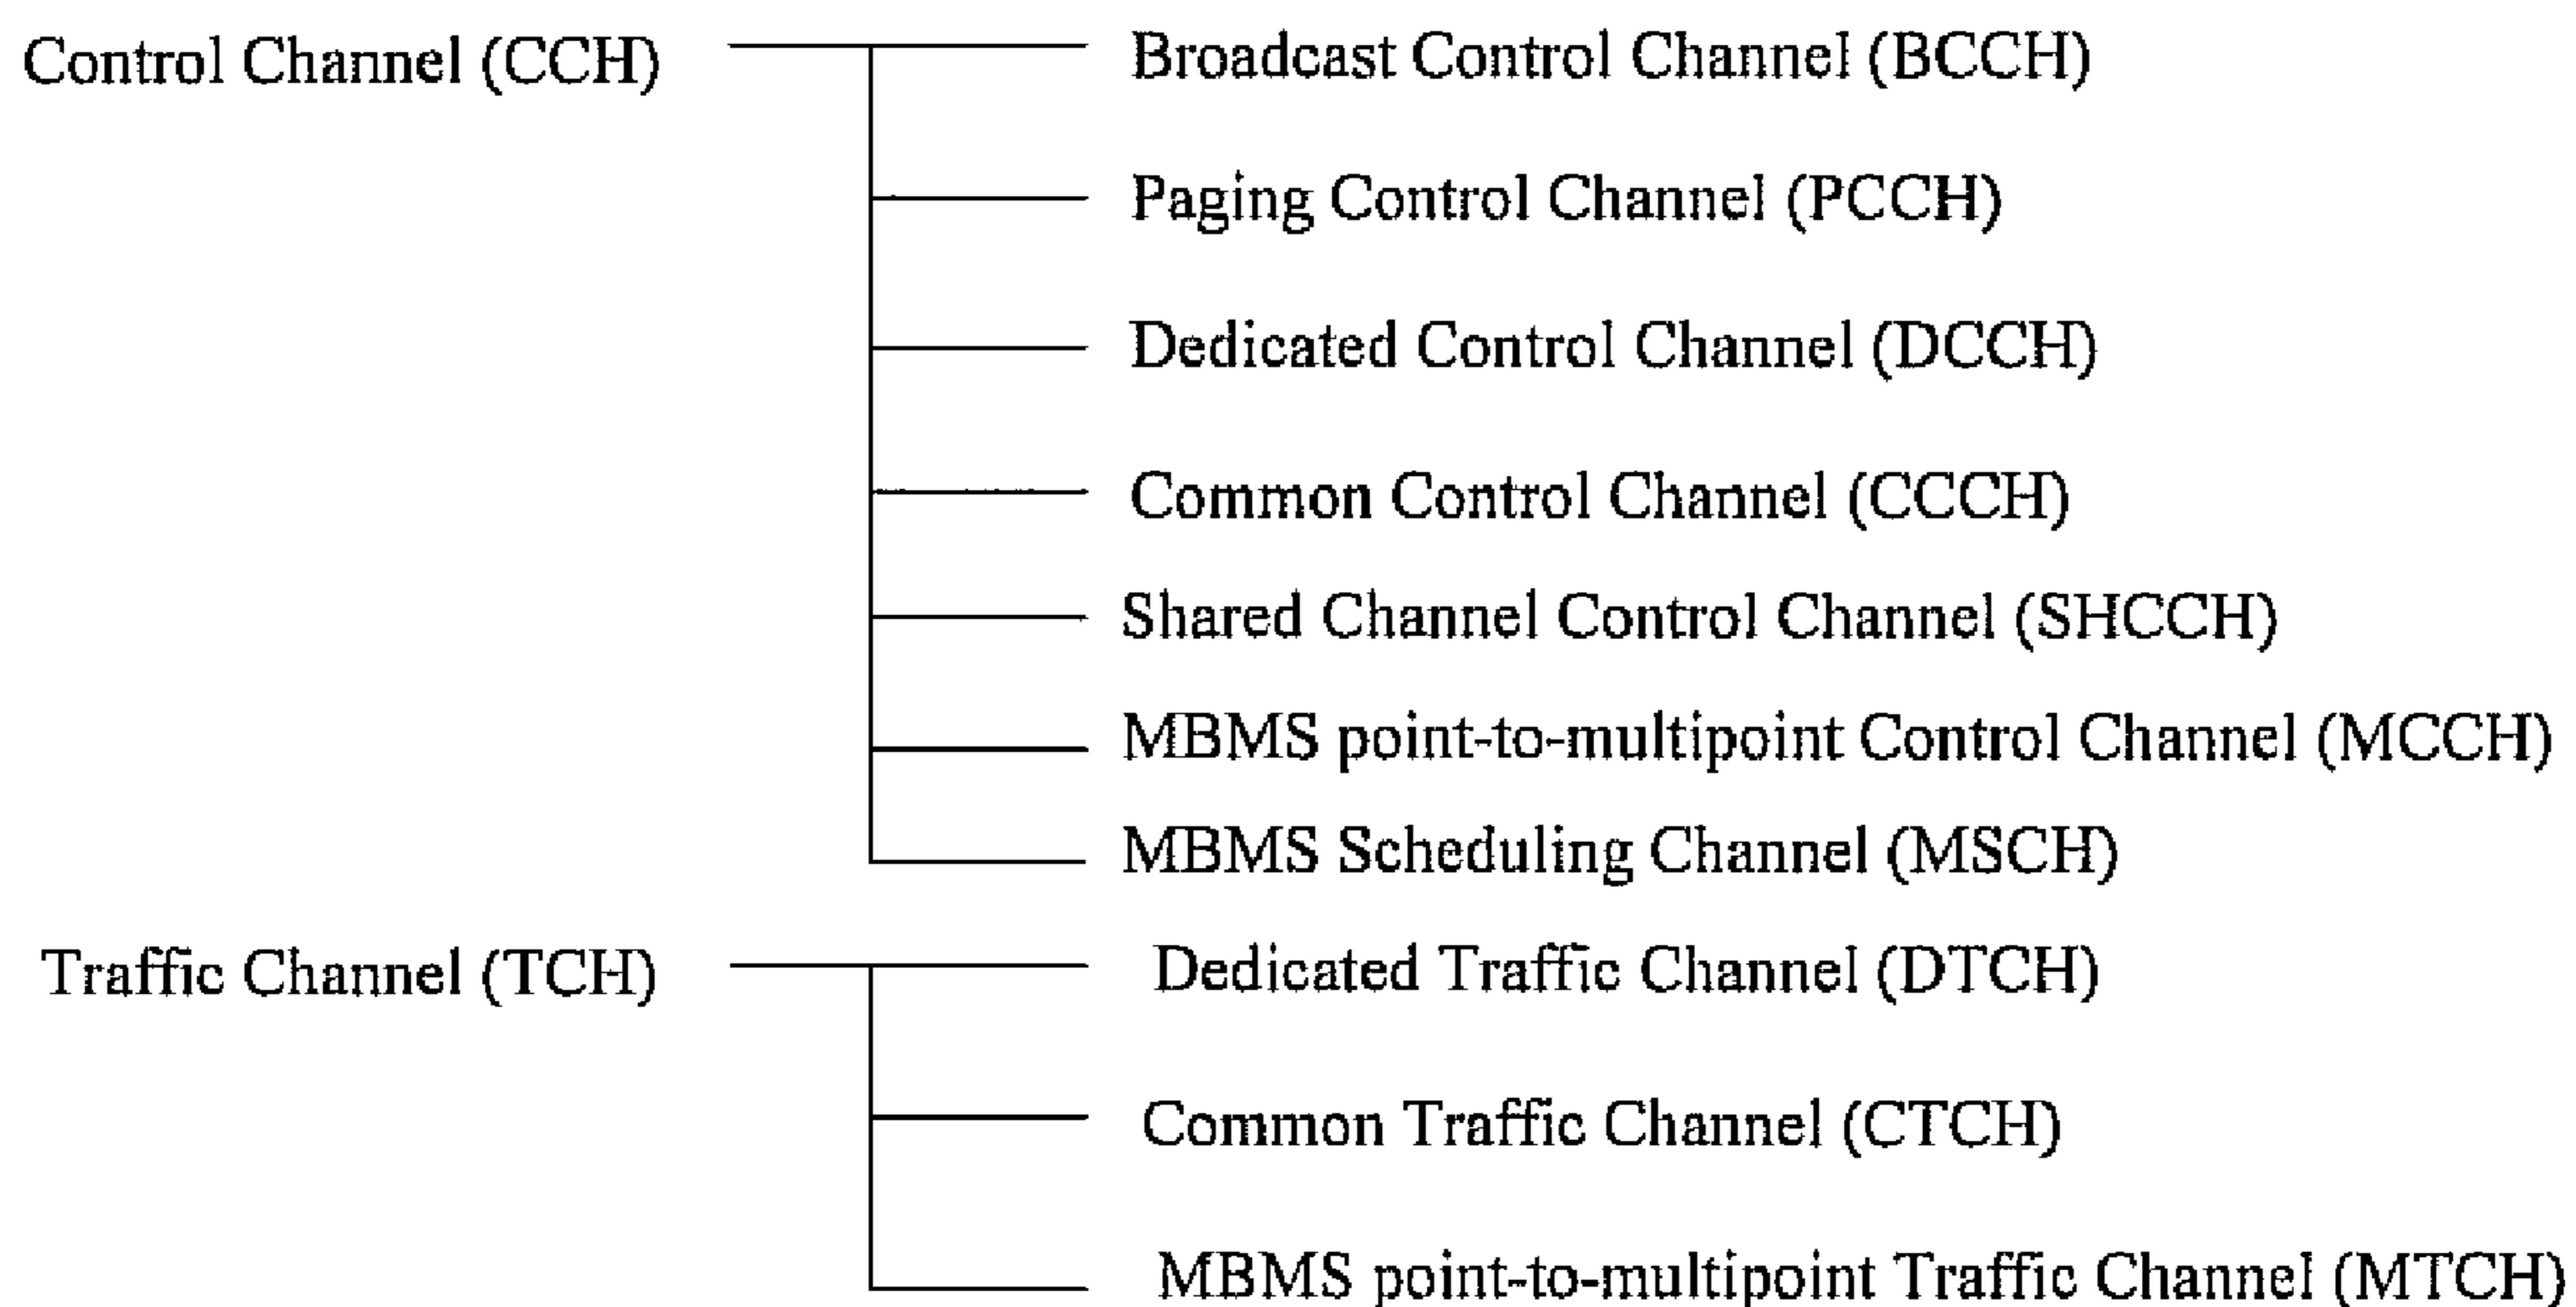 Control Channel (CCH)
Broadcast Control Channel (BCCH)
Paging Control Channel (PCCH)
Dedicated Control Channel (DCCH)
Common Control Channel (CCCH)
Shared Channel Control Channel (SHCCH)
MBMS point-to-multipoint Control Channel (MCCH)
MBMS Scheduling Channel (MSCH)
Traffic Channel (TCH)
Dedicated Traffic Channel (DTCH)
Common Traffic Channel (CTCH)
MBMS point-to-multipoint Traffic Channel (MTCH)